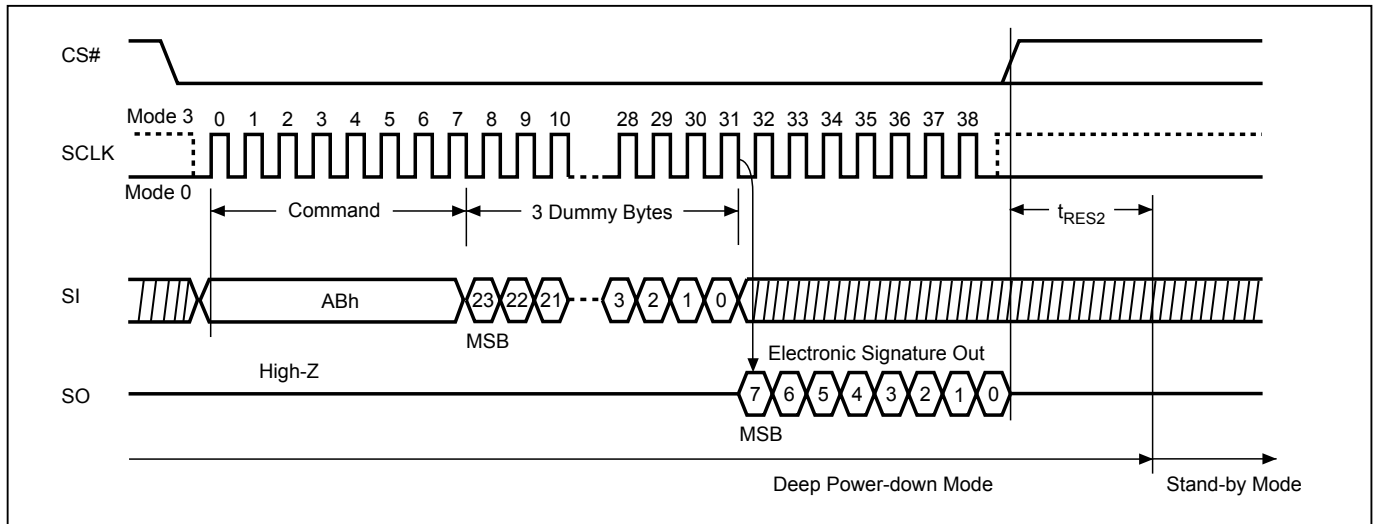 CS#
Mode 3
0 1 2 3 4 5 6 7 8 9 10 28 29 30 31 32 33 34 35 36 37 38
SCLK
Mode 0
Command
3 Dummy Bytes
tRES2
SI
ABh
23 22 21 3 2 1 0
MSB
Electronic Signature Out
High-Z
SO
7 6 5 4 3 2 1 0
MSB
Deep Power-down Mode
Stand-by Mode